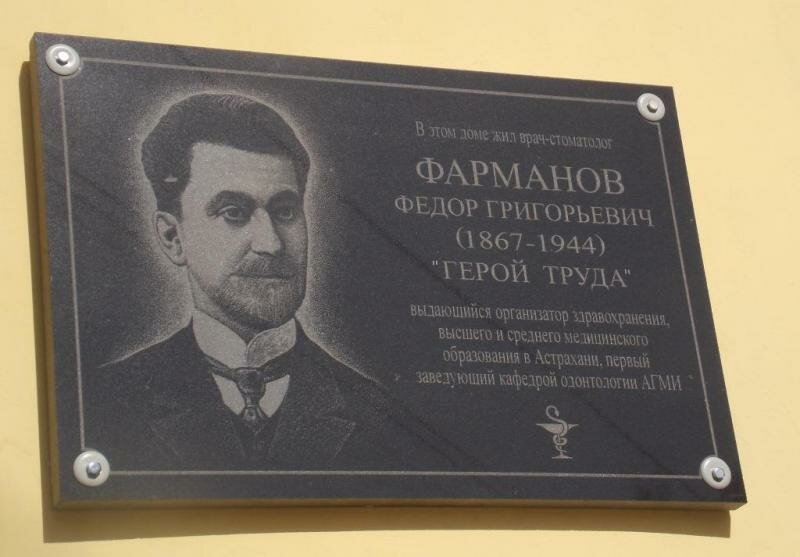 В этом доме жил врач-стоматолог
ФАРМАНОВ
ФЕДОР ГРИГОРЬЕВИЧ
(1867-1944)
"ГЕРОЙ ТРУДА"
выдающийся организатор здравохранения,
высшего и среднего медицинского
образования в Астрахани, первый
заведующий кафедрой одонтологии АГМИ